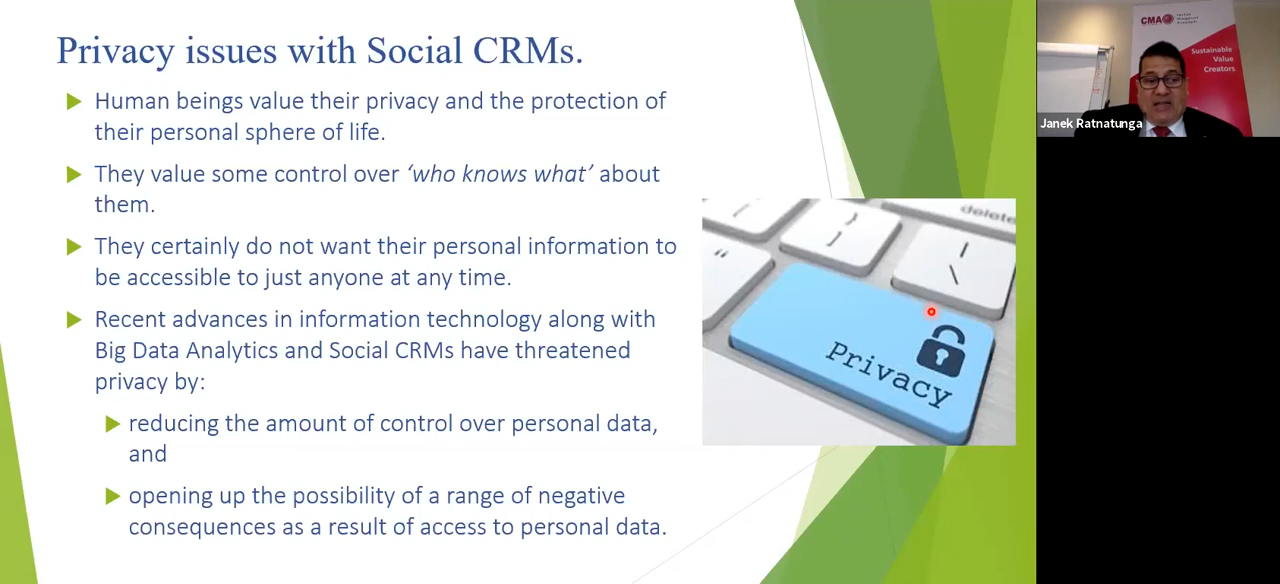 Privacy issues with Social CRMs.
Human beings value their privacy and the protection of
their personal sphere of life.
They value some control over ‘who knows what’ about
them.
They certainly do not want their personal information to
be accessible to just anyone at any time.
Recent advances in information technology along with
Big Data Analytics and Social CRMs have threatened
privacy by:
reducing the amount of control over personal data,
and
opening up the possibility of a range of negative
consequences as a result of access to personal data.
delete
Privacy
CMA
Sustainable
Value
Creators
Janek Ratnatunga